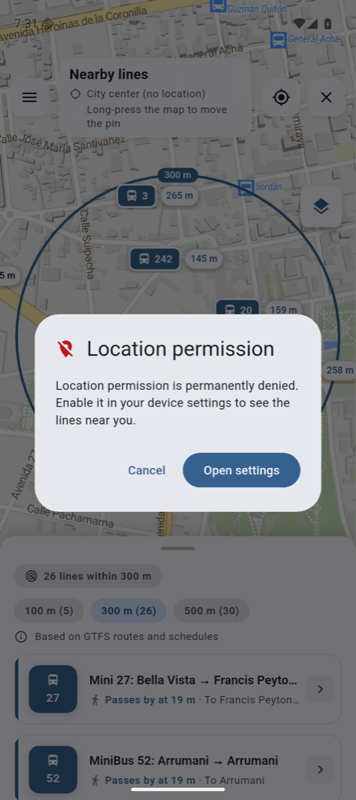 Guzmán Quitón
7:31
Avenida Heroínas de la Coronilla
General Acha
General Acha
Nearby lines
City center (no location)
Long-press the map to move
the pin
Calle José María Santivañez
300 m
3
265 m
Jordán
Calle Suipacha
242
145 m
5 m
20
159 m
258 m
Location permission
Location permission is permanently denied.
Enable it in your device settings to see the
lines near you.
Cancel
Open settings
Calle Pachamama
26 lines within 300 m
100 m (5)
300 m (26)
500 m (30)
Based on GTFS routes and schedules
27
Mini 27: Bella Vista → Francis Peyto...
Passes by at 19 m · To Francis Peyton...
52
MiniBus 52: Arrumani → Arrumani
Passes by at 19 m · To Arrumani